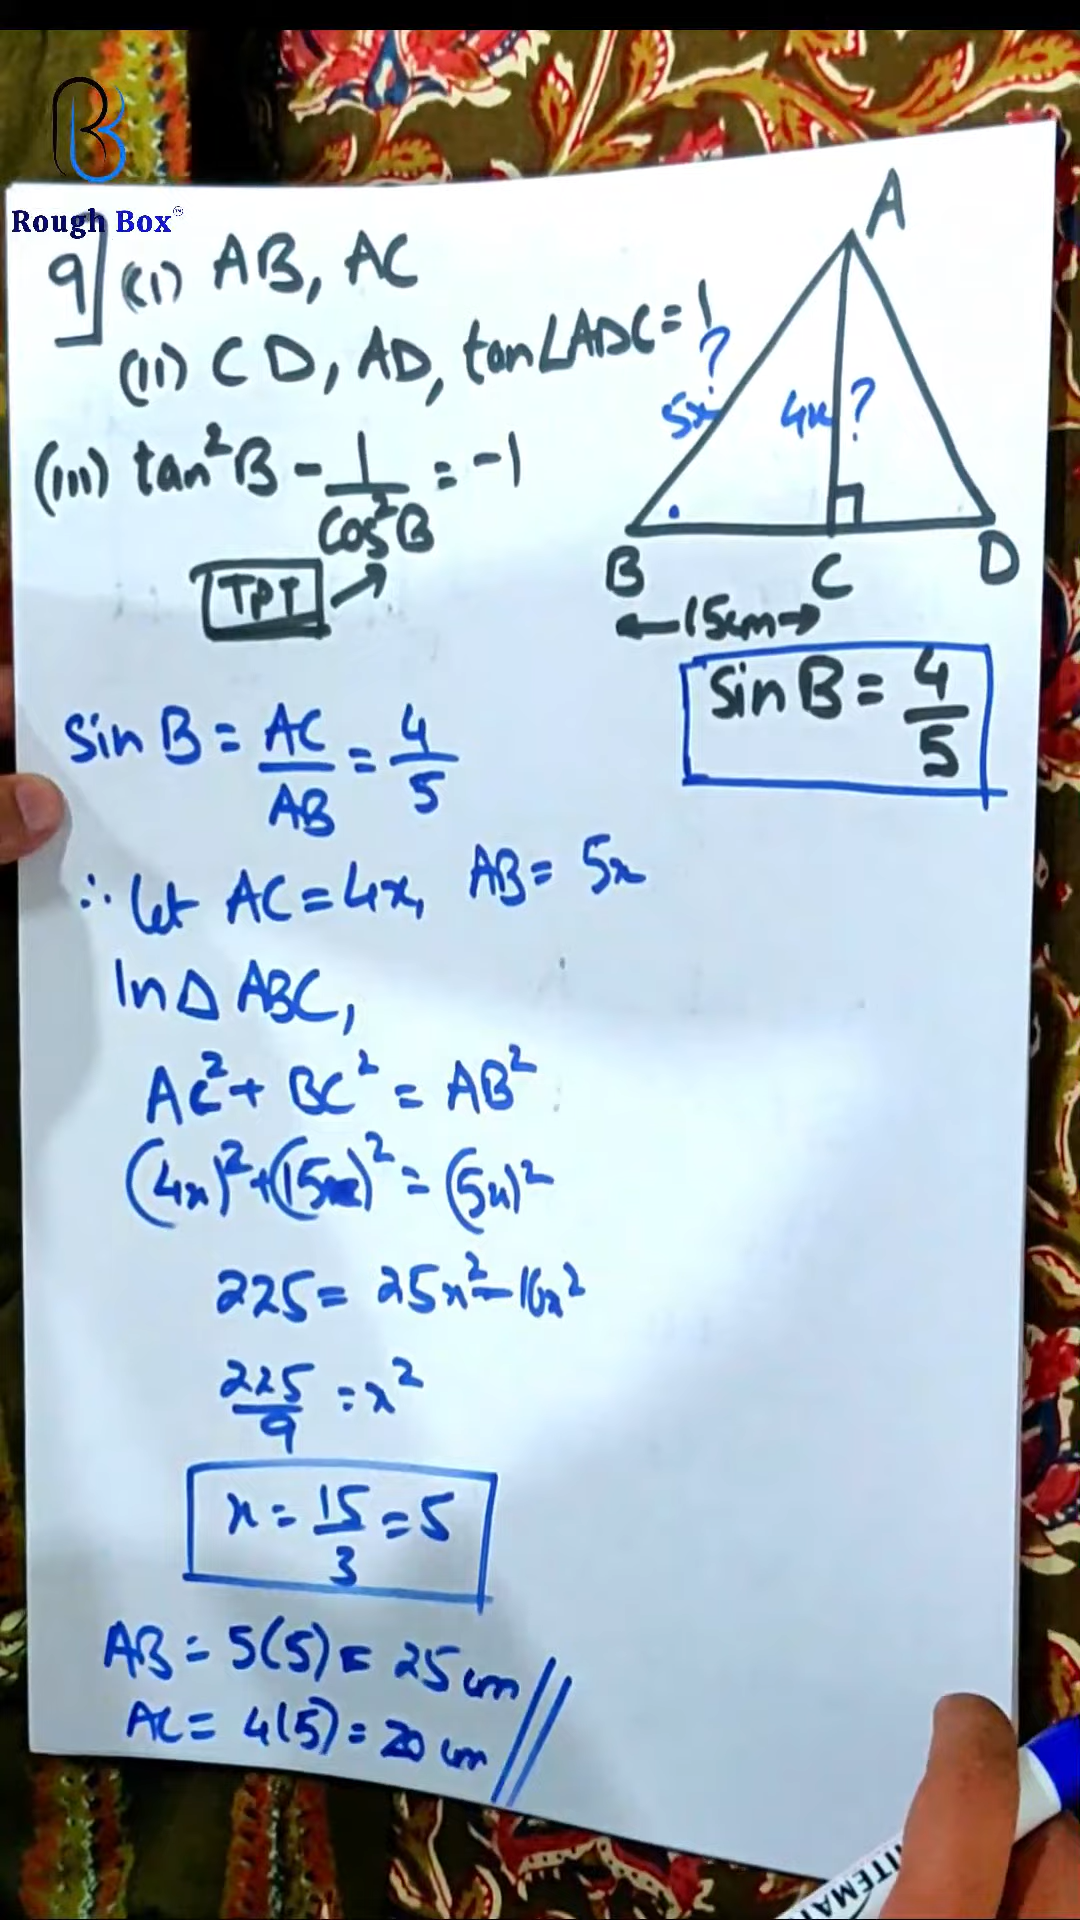 Rough Box™
9] (i) AB, AC
(ii) CD, AD, tan∠ADC = 1
(iii) tan²B - 1/cos²B = -1
TPT
A
?
5x
4x ?
B C D
15cm
Sin B = 4/5
Sin B = AC/AB = 4/5
∴ let AC = 4x, AB = 5x
In Δ ABC,
AC² + BC² = AB²
(4x)² + (15)² = (5x)²
225 = 25x² - 16x²
225/9 = x²
x = 15/3 = 5
AB = 5(5) = 25 cm
AC = 4(5) = 20 cm